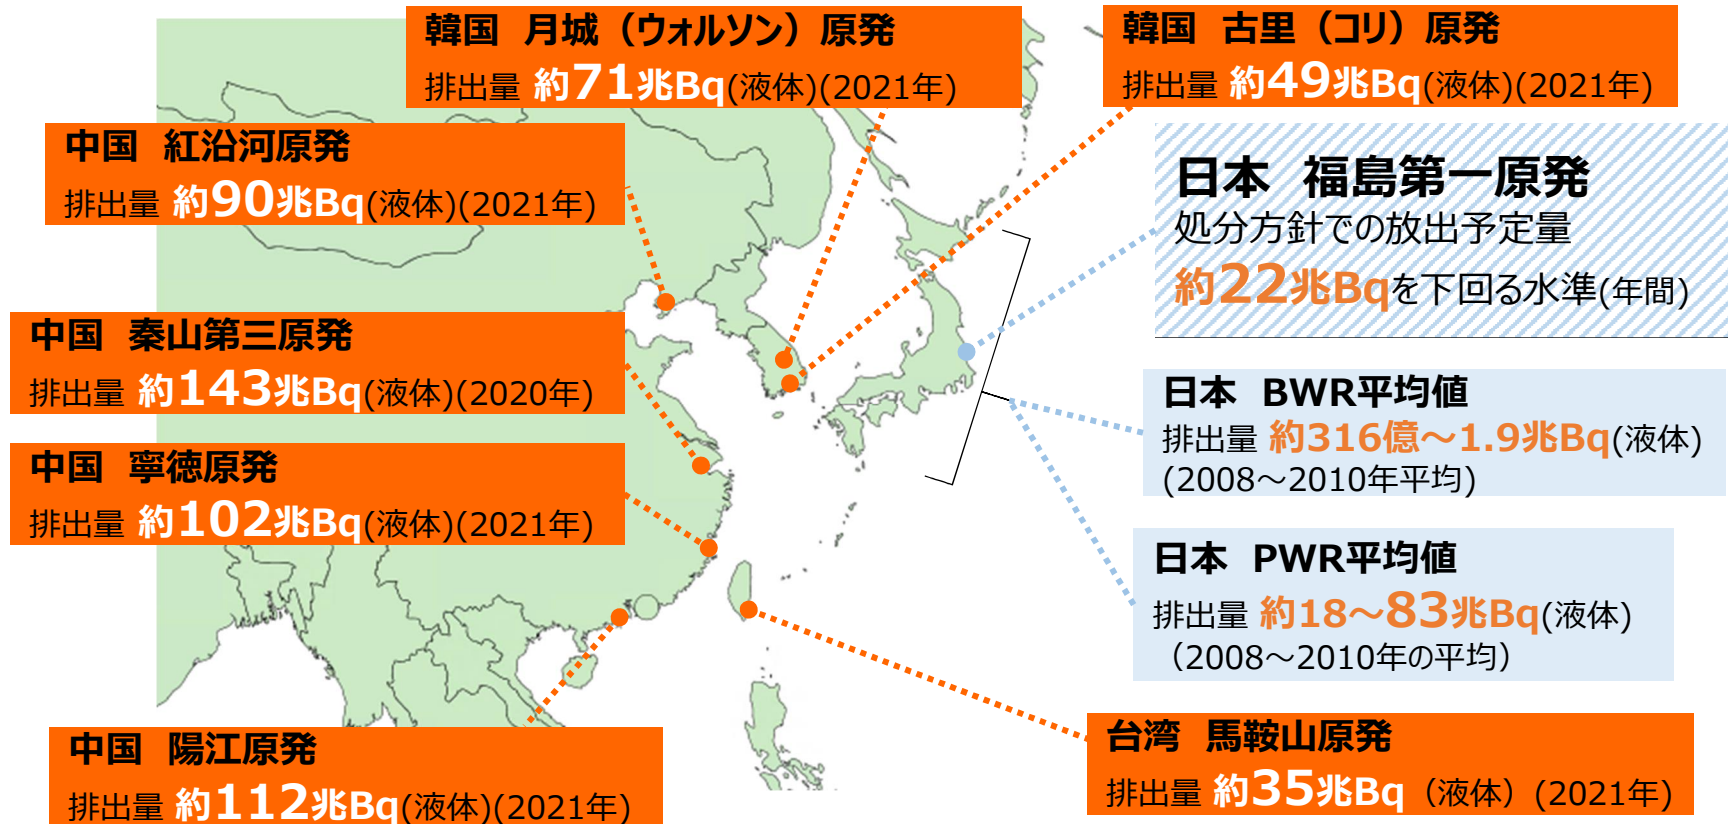 韓国 月城（ウォルソン）原発
排出量 約71兆Bq(液体)(2021年)
韓国 古里（コリ）原発
排出量 約49兆Bq(液体)(2021年)
中国 紅沿河原発
排出量 約90兆Bq(液体)(2021年)
日本 福島第一原発
処分方針での放出予定量
約22兆Bqを下回る水準(年間)
中国 秦山第三原発
排出量 約143兆Bq(液体)(2020年)
日本 BWR平均値
排出量 約316億～1.9兆Bq(液体)
(2008～2010年平均)
中国 寧徳原発
排出量 約102兆Bq(液体)(2021年)
日本 PWR平均値
排出量 約18～83兆Bq(液体)
（2008～2010年の平均）
中国 陽江原発
排出量 約112兆Bq(液体)(2021年)
台湾 馬鞍山原発
排出量 約35兆Bq（液体）(2021年)